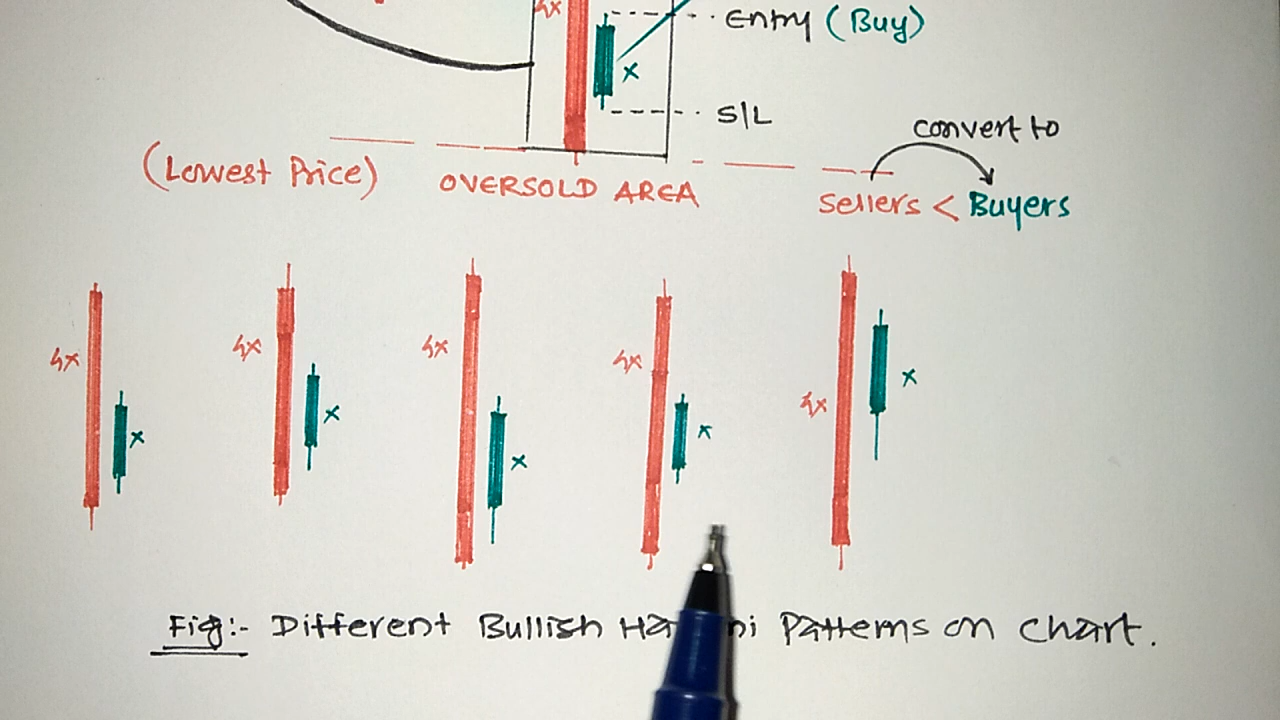 4x
Entry (Buy)
x
S/L
convert to
(Lowest Price)
OVERSOLD AREA
Sellers < Buyers
4x
x
4x
x
4x
x
4x
x
4x
x
Fig:- Different Bullish Patterns on Chart.